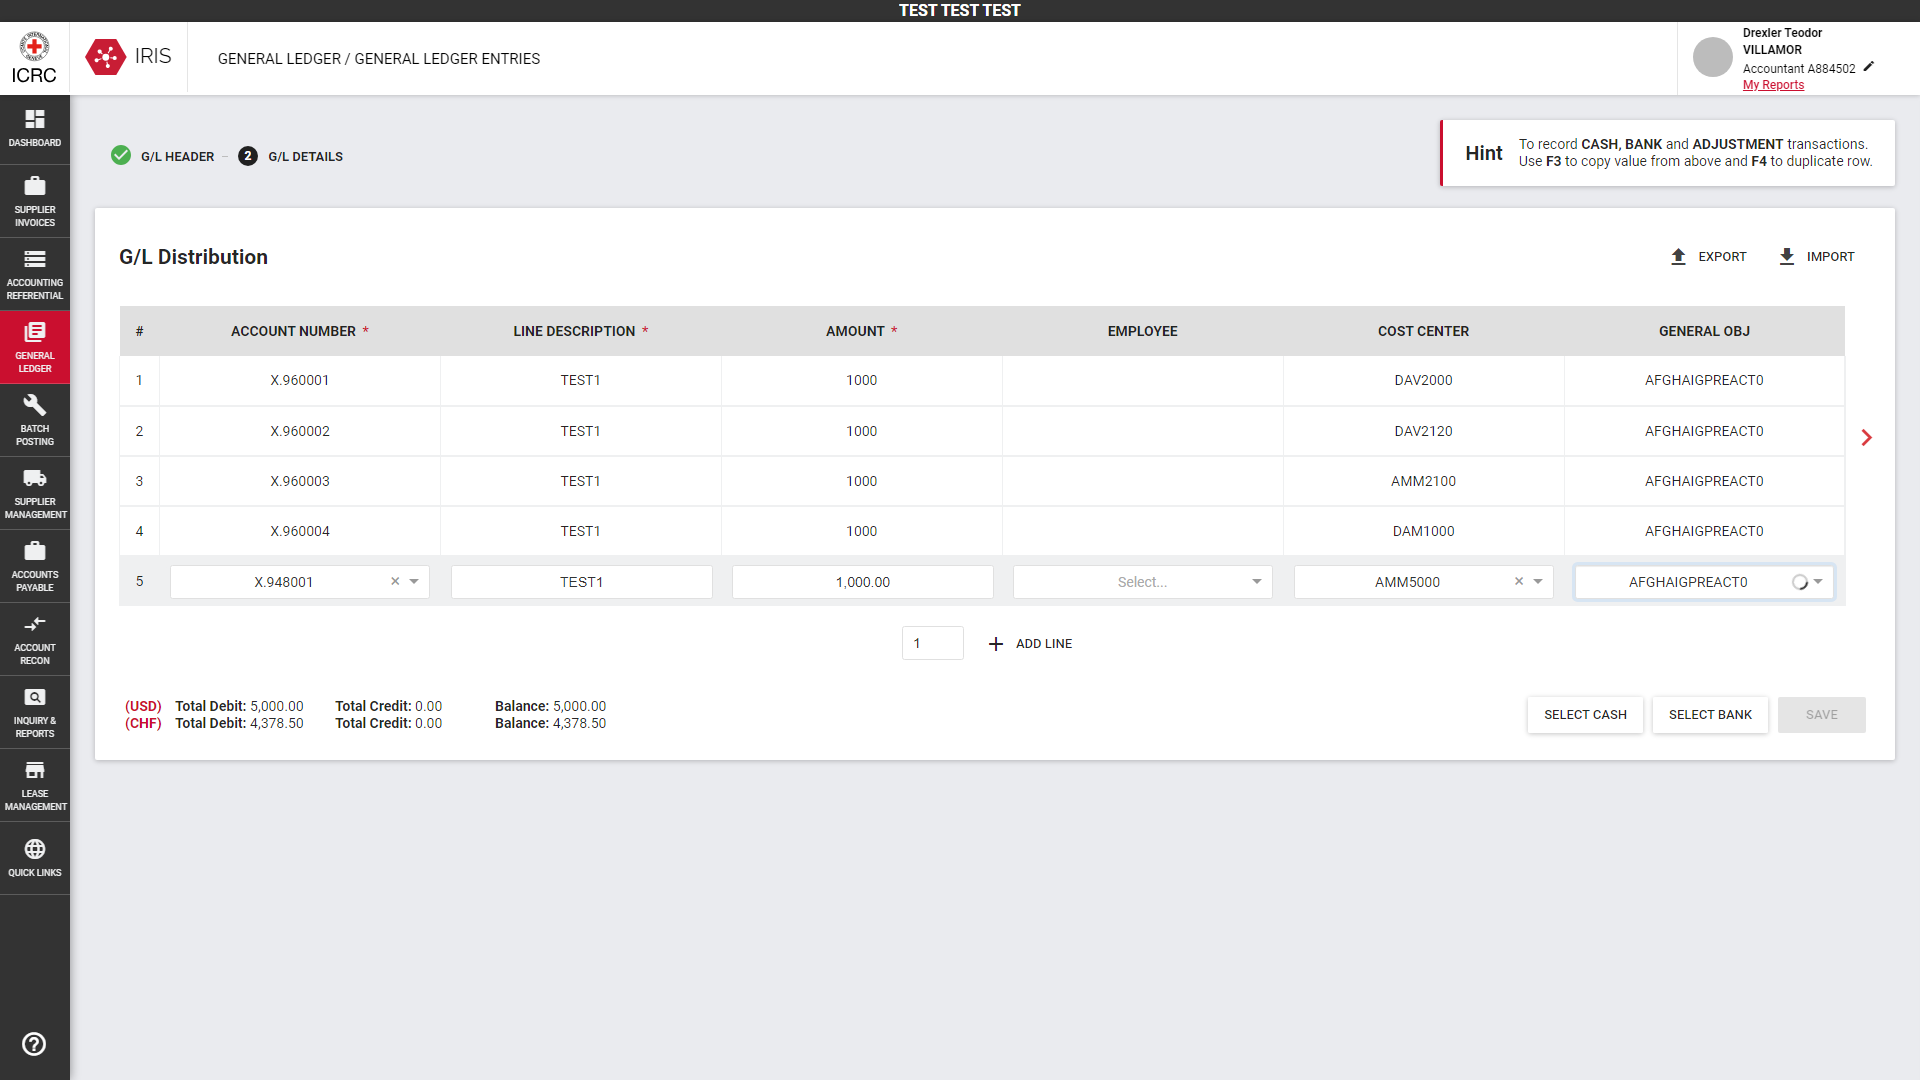 TEST TEST TEST
ICRC
IRIS
GENERAL LEDGER / GENERAL LEDGER ENTRIES
Drexler Teodor
VILLAMOR
Accountant A884502
My Reports
DASHBOARD
SUPPLIER
INVOICES
ACCOUNTING
REFERENTIAL
GENERAL
LEDGER
BATCH
POSTING
SUPPLIER
MANAGEMENT
ACCOUNTS
PAYABLE
ACCOUNT
RECON
INQUIRY &
REPORTS
LEASE
MANAGEMENT
QUICK LINKS
G/L HEADER – 2 G/L DETAILS
Hint
To record CASH, BANK and ADJUSTMENT transactions.
Use F3 to copy value from above and F4 to duplicate row.
G/L Distribution
EXPORT IMPORT
# ACCOUNT NUMBER * LINE DESCRIPTION * AMOUNT * EMPLOYEE COST CENTER GENERAL OBJ
1 X.960001 TEST1 1000 DAV2000 AFGHAIGPREACT0
2 X.960002 TEST1 1000 DAV2120 AFGHAIGPREACT0
3 X.960003 TEST1 1000 AMM2100 AFGHAIGPREACT0
4 X.960004 TEST1 1000 DAM1000 AFGHAIGPREACT0
5 X.948001 × TEST1 1,000.00 Select... AMM5000 × AFGHAIGPREACT0
1 + ADD LINE
(USD) Total Debit: 5,000.00 Total Credit: 0.00 Balance: 5,000.00
(CHF) Total Debit: 4,378.50 Total Credit: 0.00 Balance: 4,378.50
SELECT CASH SELECT BANK SAVE